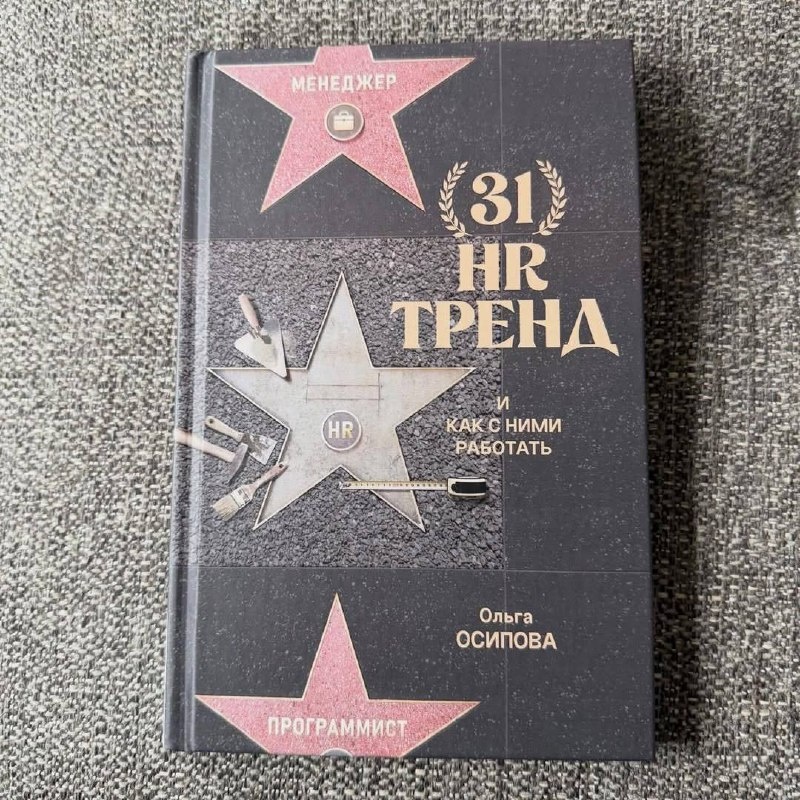 МЕНЕДЖЕР
31
HR
ТРЕНД
И
КАК С НИМИ
РАБОТАТЬ
HR
Ольга
ОСИПОВА
ПРОГРАММИСТ